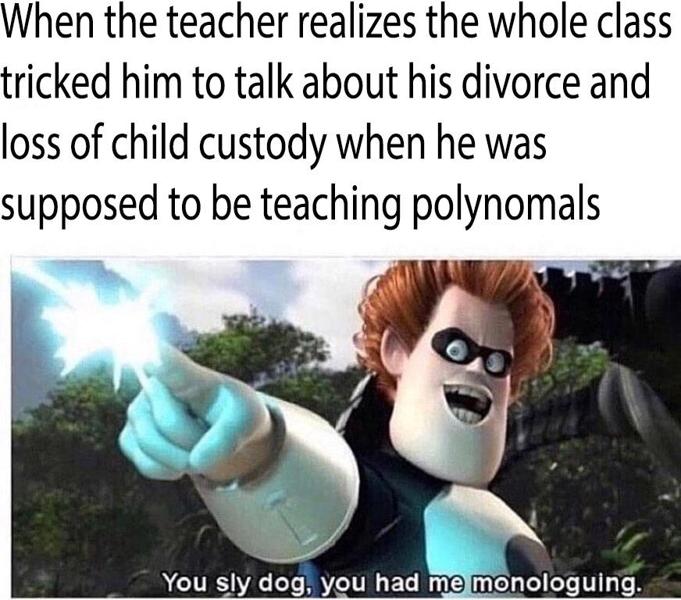 When the teacher realizes the whole class
tricked him to talk about his divorce and
loss of child custody when he was
supposed to be teaching polynomals
You sly dog, you had me monologuing.